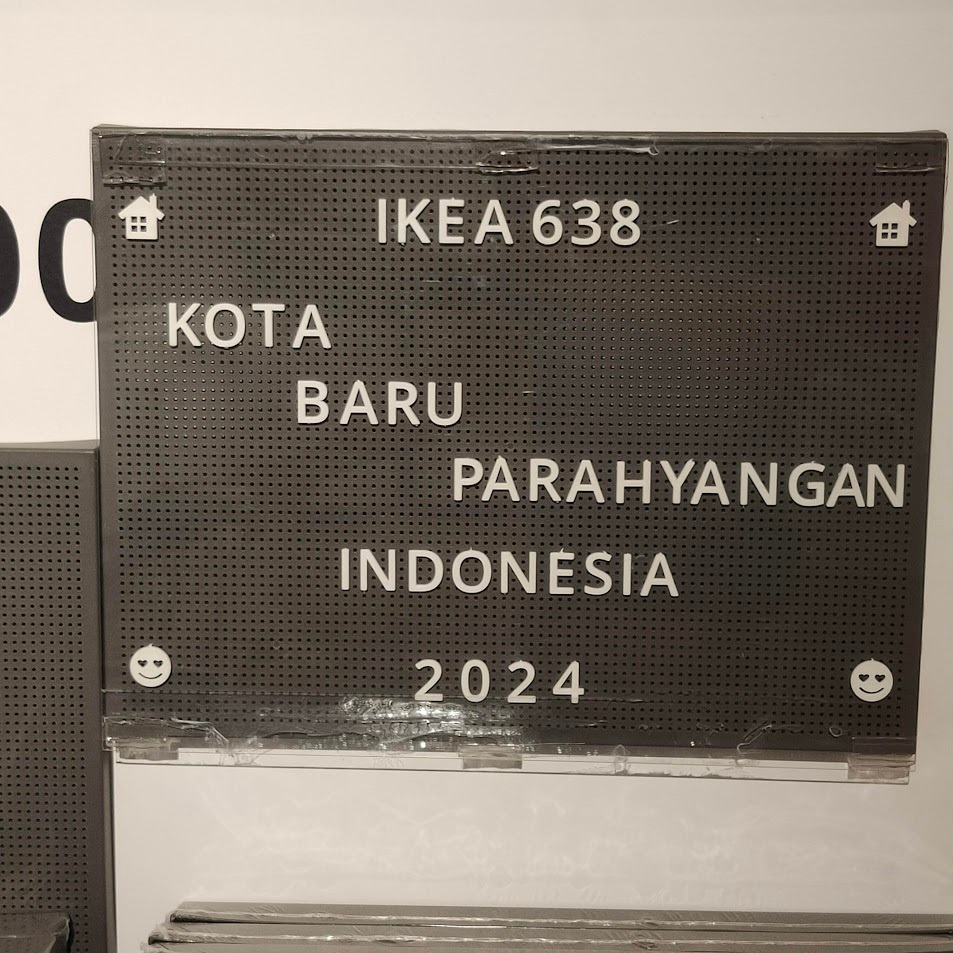 IKEA 638
KOTA
BARU
PARAHYANGAN
INDONESIA
2024